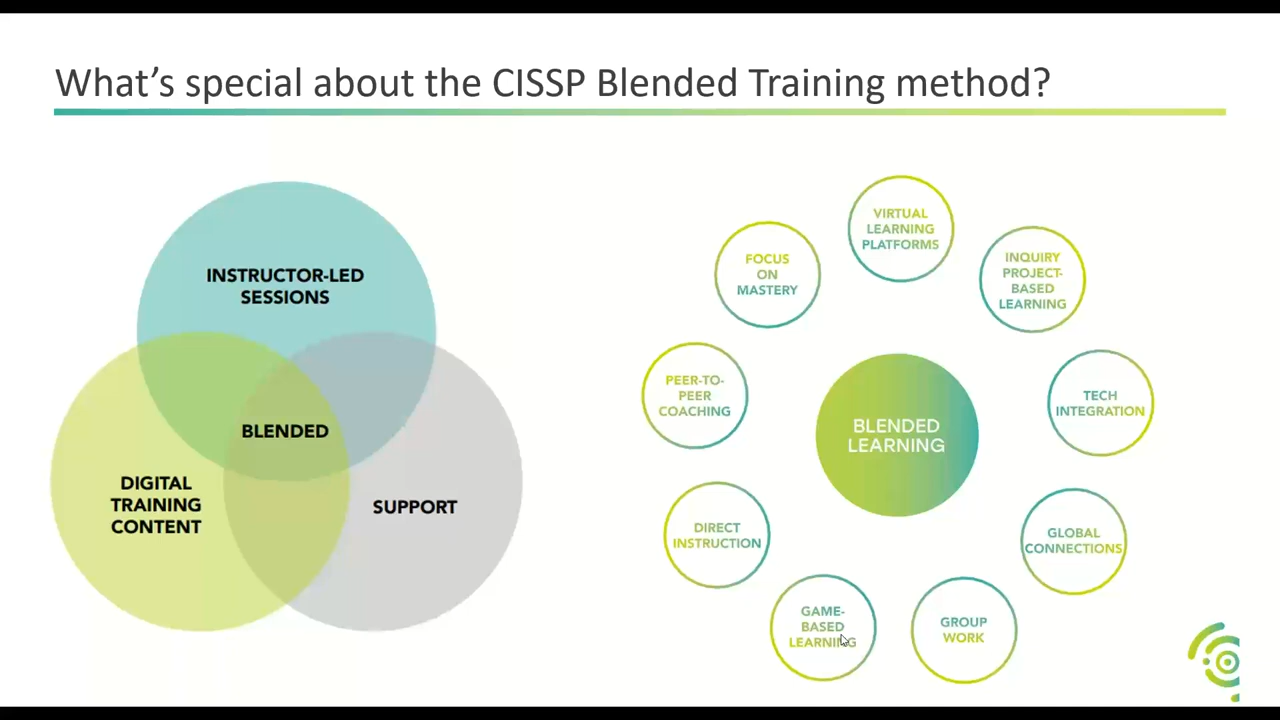 What's special about the CISSP Blended Training method?
INSTRUCTOR-LED
SESSIONS
BLENDED
DIGITAL
TRAINING
CONTENT
SUPPORT
VIRTUAL
LEARNING
PLATFORMS
INQUIRY
PROJECT-
BASED
LEARNING
TECH
INTEGRATION
GLOBAL
CONNECTIONS
GROUP
WORK
GAME-
BASED
LEARNING
DIRECT
INSTRUCTION
PEER-TO-
PEER
COACHING
FOCUS
ON
MASTERY
BLENDED
LEARNING